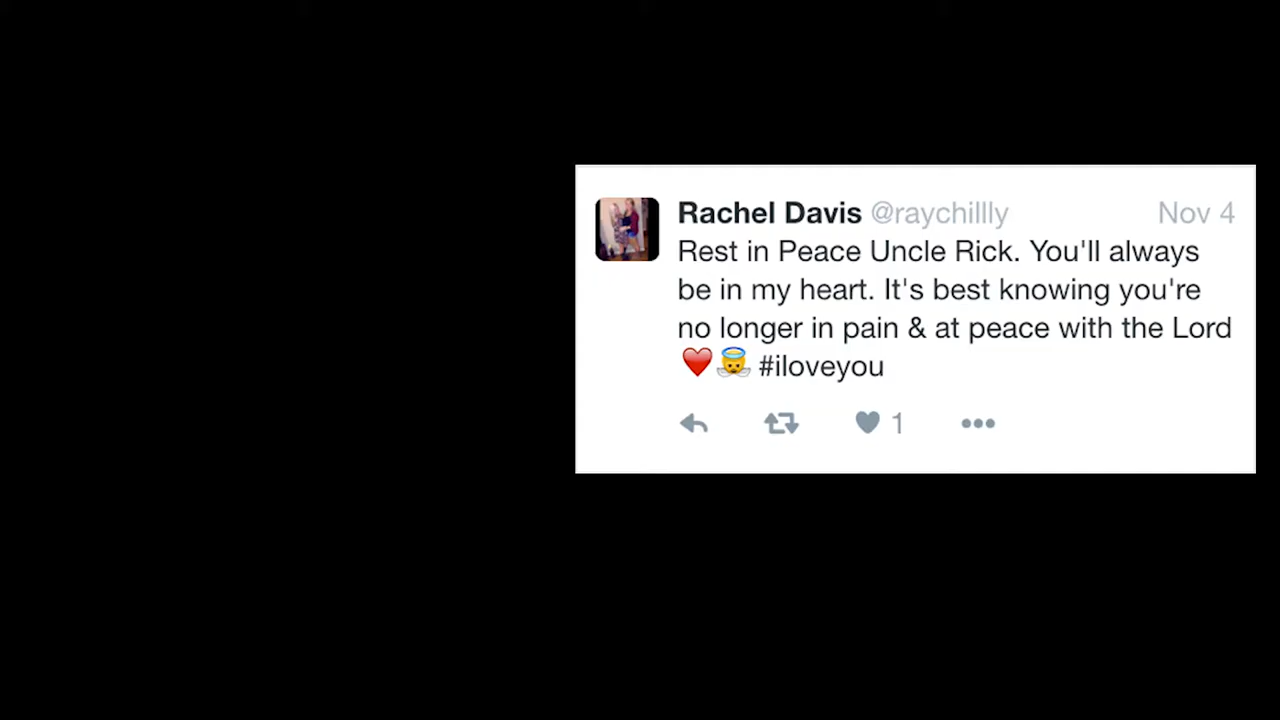 Rachel Davis @raychillly Nov 4
Rest in Peace Uncle Rick. You'll always
be in my heart. It's best knowing you're
no longer in pain & at peace with the Lord
❤️👼 #iloveyou
1